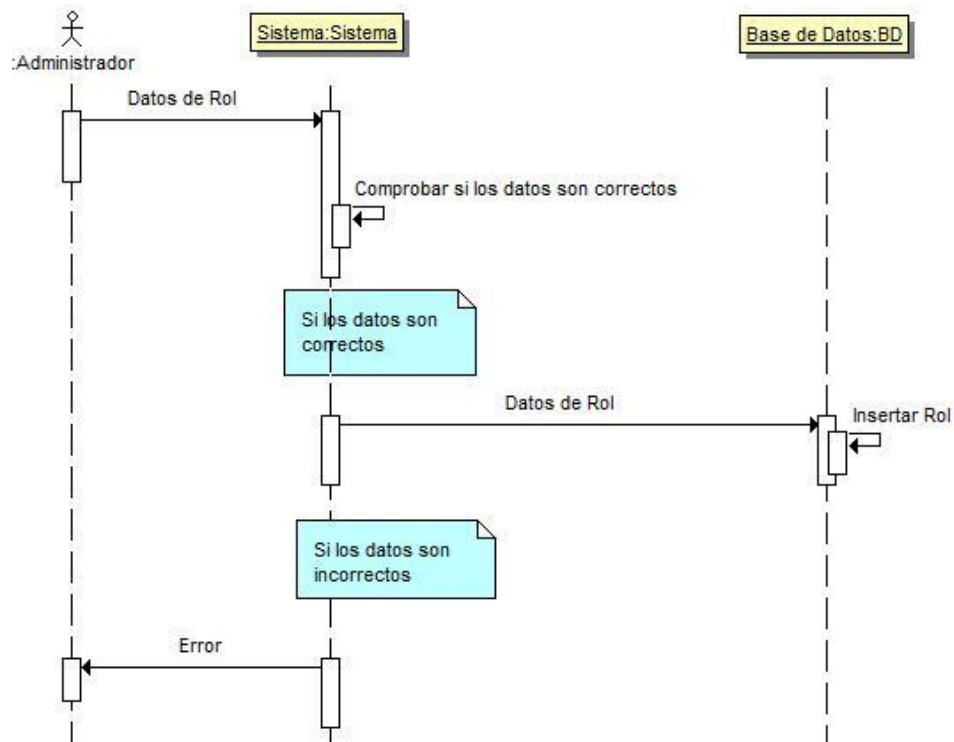 Sistema:Sistema
Base de Datos:BD
:Administrador
Datos de Rol
Comprobar si los datos son correctos
Si los datos son
correctos
Datos de Rol
Insertar Rol
Si los datos son
incorrectos
Error